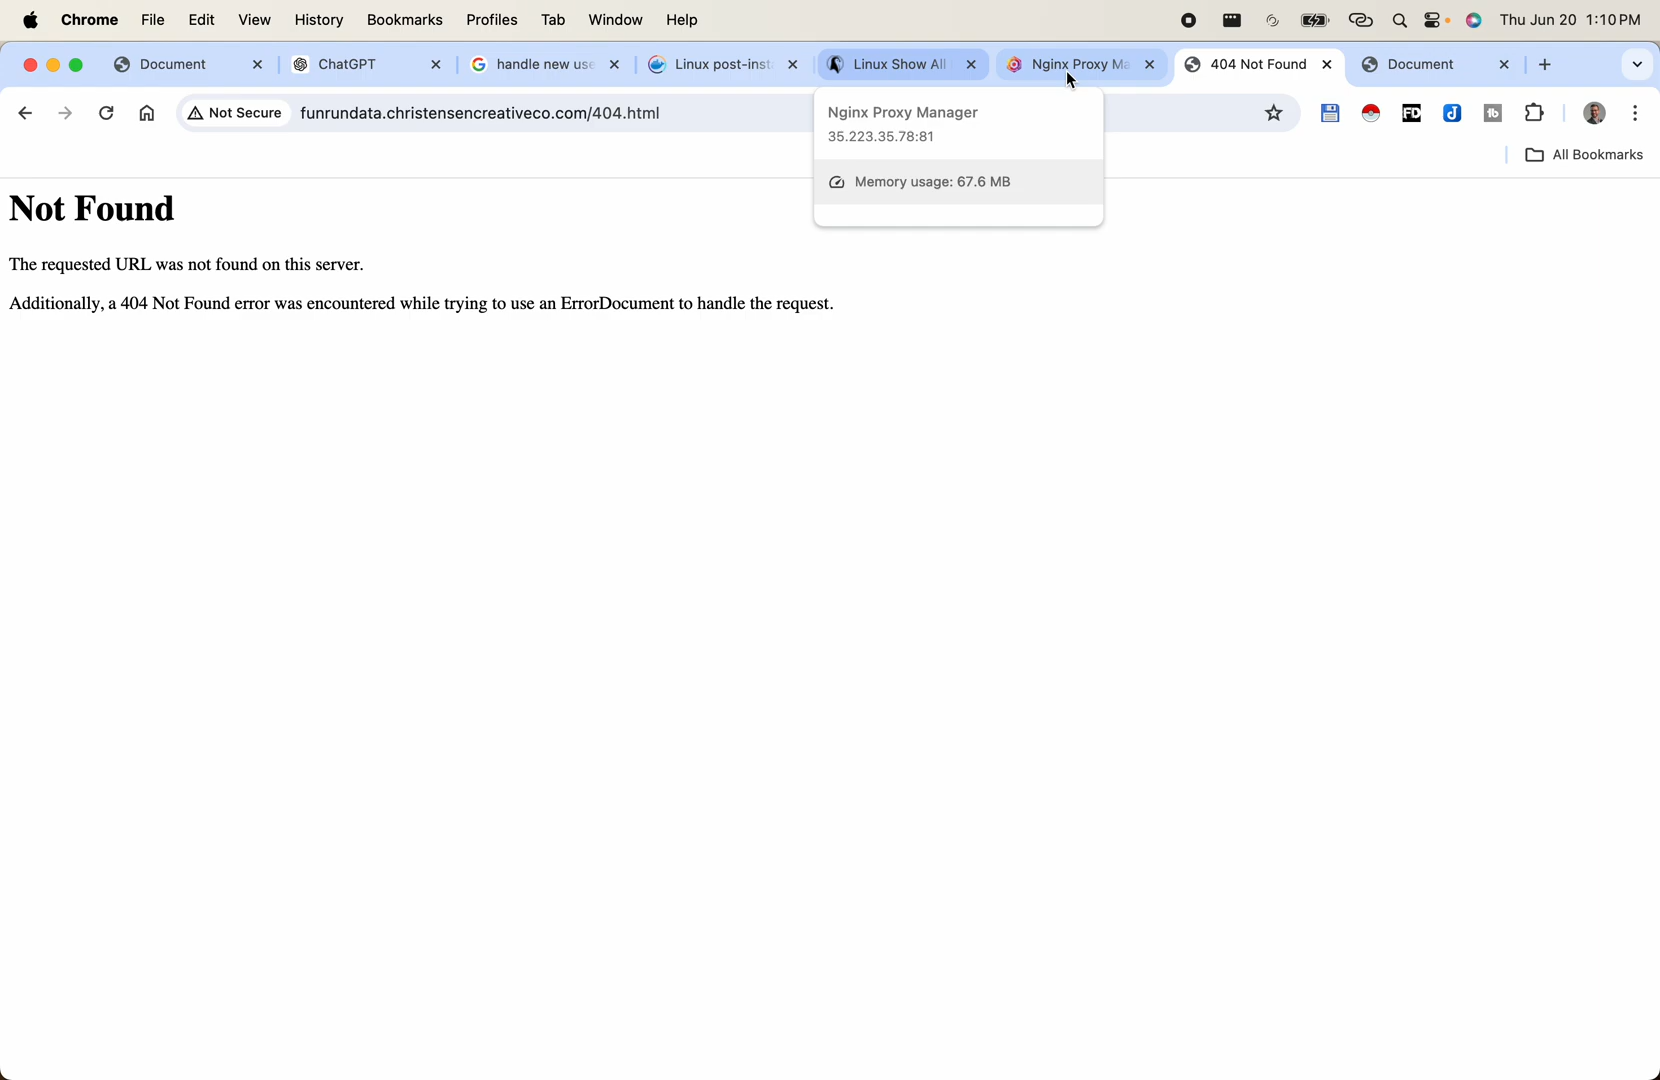 Chrome File Edit View History Bookmarks Profiles Tab Window Help Thu Jun 20 1:10 PM
Document ChatGPT handle new use Linux post-inst Linux Show All Nginx Proxy Ma 404 Not Found Document
Not Secure funrundata.christensencreativeco.com/404.html FD J tb
Nginx Proxy Manager
35.223.35.78:81
All Bookmarks
Memory usage: 67.6 MB
Not Found
The requested URL was not found on this server.
Additionally, a 404 Not Found error was encountered while trying to use an ErrorDocument to handle the request.